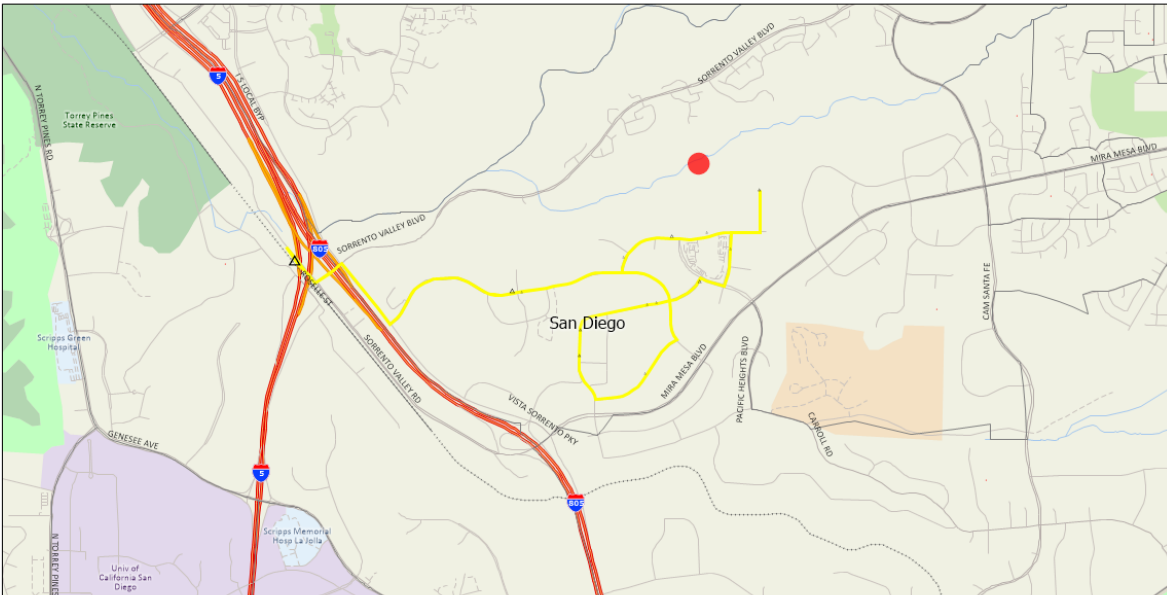 5
I 5 LOCAL BYP
N TORREY PINES RD
Torrey Pines
State Reserve
SORRENTO VALLEY BLVD
MIRA MESA BLVD
SORRENTO VALLEY BLVD
805
ROSELLE ST
CAM SANTA FE
San Diego
Scripps Green
Hospital
SORRENTO VALLEY RD
MIRA MESA BLVD
PACIFIC HEIGHTS BLVD
VISTA SORRENTO PKY
CARROLL RD
GENESEE AVE
5
805
Scripps Memorial
Hosp La Jolla
N TORREY PINES
Univ of
California San
Diego